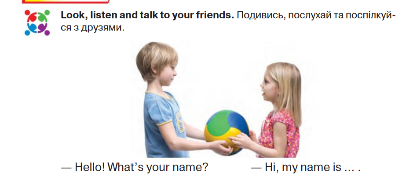 Look, listen and talk to your friends. Подивись, послухай та поспілкуй-
ся з друзями.
— Hello! What's your name?
— Hi, my name is ... .